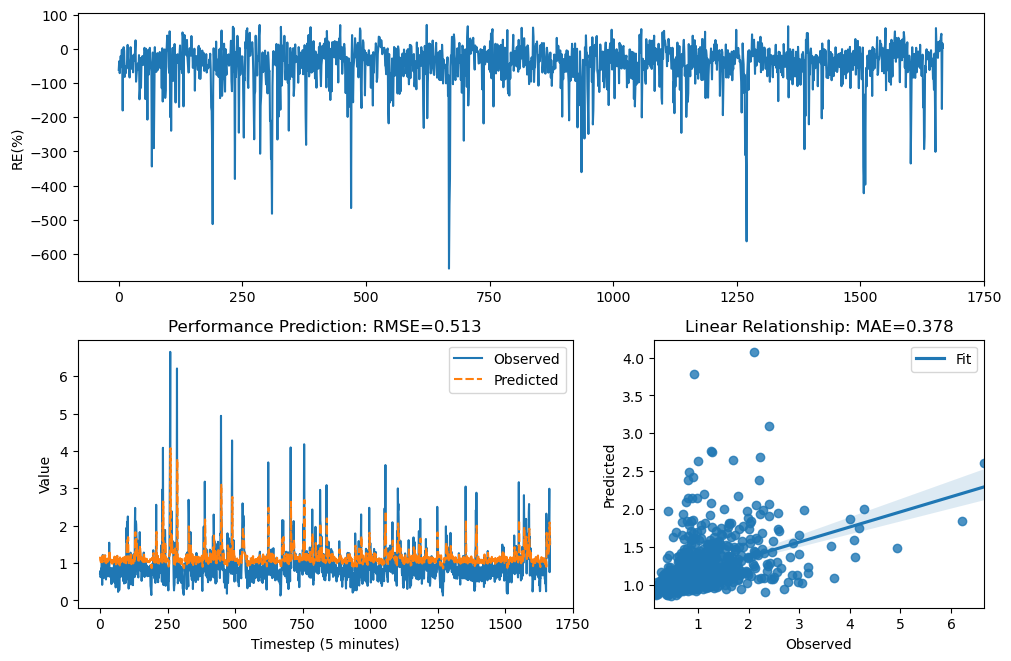 100
0
−100
−200
−300
−400
−500
−600
RE(%)
0 250 500 750 1000 1250 1500 1750
Performance Prediction: RMSE=0.513
Observed
Predicted
6
5
4
3
2
1
0
Value
0 250 500 750 1000 1250 1500 1750
Timestep (5 minutes)
Linear Relationship: MAE=0.378
Fit
4.0
3.5
3.0
2.5
2.0
1.5
1.0
Predicted
1 2 3 4 5 6
Observed